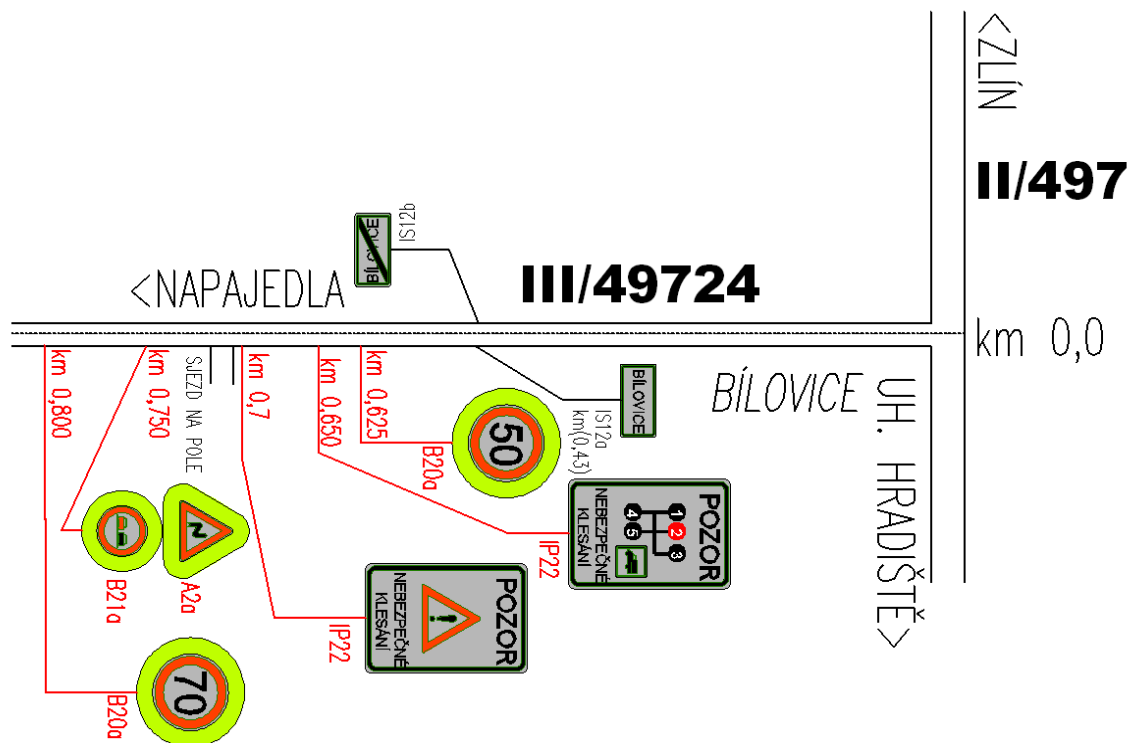 <ZLÍN
II/497
IS12b
BÍLOVICE
<NAPAJEDLA
III/49724
km 0,0
km 0,800
km 0,750
SJEZD NA POLE
km 0,7
km 0,650
km 0,625
BÍLOVICE
IS12a
km(0,43)
BÍLOVICE
UH. HRADIŠTĚ>
50
B20a
POZOR
1
2
3
4
5
NEBEZPEČNÉ
KLESÁNÍ
IP22
B21a
A2a
POZOR
!
NEBEZPEČNÉ
KLESÁNÍ
IP22
70
B20a